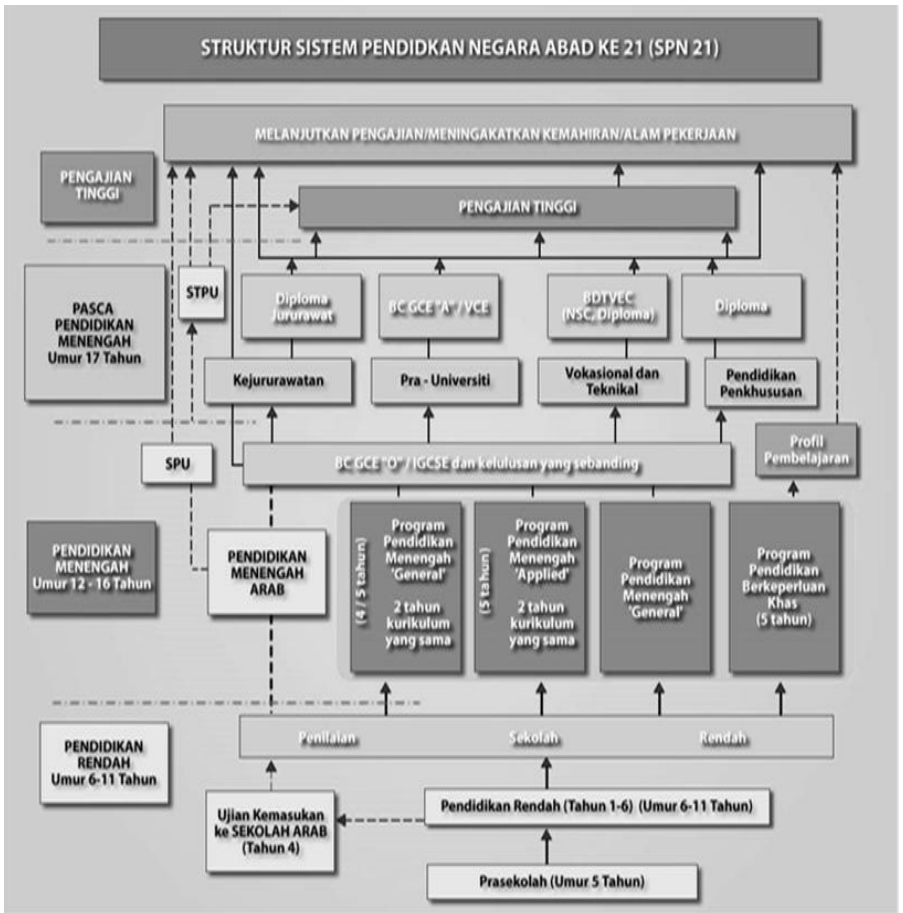 STRUKTUR SISTEM PENDIDKAN NEGARA ABAD KE 21 (SPN 21)
MELANJUTKAN PENGAJIAN/MENINGAKATKAN KEMAHIRAN/ALAM PEKERJAAN
PENGAJIAN
TINGGI
PENGAJIAN TINGGI
PASCA
PENDIDIKAN
MENENGAH
Umur 17 Tahun
STPU
Diploma
Jururawat
BC GCE "A" / VCE
BDTVEC
(NSC, Diploma)
Diploma
Kejururawatan
Pra - Universiti
Vokasional dan
Teknikal
Pendidikan
Penkhususan
SPU
BC GCE "O" / IGCSE dan kelulusan yang sebanding
Profil
Pembelajaran
PENDIDIKAN
MENENGAH
Umur 12 - 16 Tahun
PENDIDIKAN
MENENGAH
ARAB
(4 / 5 tahun)
Program
Pendidikan
Menengah
'General'
2 tahun
kurikulum
yang sama
(5 tahun)
Program
Pendidikan
Menengah
'Applied'
2 tahun
kurikulum
yang sama
Program
Pendidikan
Menengah
'General'
Program
Pendidikan
Berkeperluan
Khas
(5 tahun)
PENDIDIKAN
RENDAH
Umur 6-11 Tahun
Penilaian Sekolah Rendah
Ujian Kemasukan
ke SEKOLAH ARAB
(Tahun 4)
Pendidikan Rendah (Tahun 1-6) (Umur 6-11 Tahun)
Prasekolah (Umur 5 Tahun)